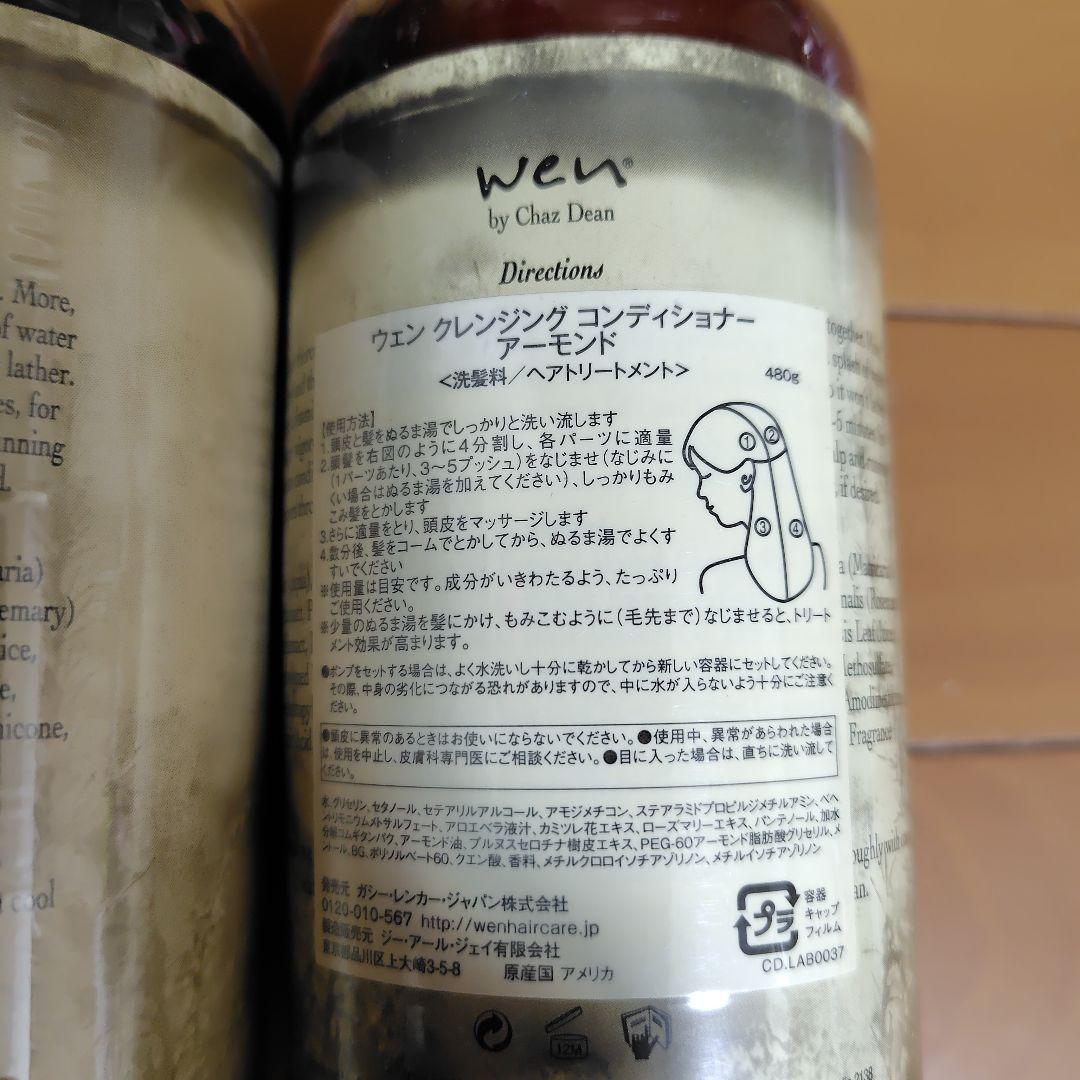 . More,
of water
lather.
es, for
unning
d.
aria)
emary)
ice,
e,
nicone,
cool
wen®
by Chaz Dean
Directions
ウェン クレンジング コンディショナー
アーモンド
<洗髪料/ヘアトリートメント>
480g
【使用方法】
1. 頭皮と髪をぬるま湯でしっかりと洗い流します
2. 頭髪を右図のように4分割し、各パーツに適量
(1パーツあたり、3〜5プッシュ)をなじませ(なじみに
くい場合はぬるま湯を加えてください)、しっかりもみ
こみ髪をとかします
3.さらに適量をとり、頭皮をマッサージします
4.数分後、髪をコームでとかしてから、ぬるま湯でよくす
すいでください
※使用量は目安です。成分がいきわたるよう、たっぷり
ご使用ください。
※少量のぬるま湯を髪にかけ、もみこむように(毛先まで)なじませると、トリート
メント効果が高まります。
① ②
③ ④
●ポンプをセットする場合は、よく水洗いし十分に乾かしてから新しい容器にセットしてください。
その際、中身の劣化につながる恐れがありますので、中に水が入らないよう十分にご注意く
ださい。
●頭皮に異常のあるときはお使いにならないでください。●使用中、異常があらわれた場合
は、使用を中止し、皮膚科専門医にご相談ください。●目に入った場合は、直ちに洗い流して
ください。
水、グリセリン、セタノール、セテアリルアルコール、アモジメチコン、ステアラミドプロピルジメチルアミン、ベヘ
ントリモニウムメトサルフェート、アロエベラ液汁、カミツレ花エキス、ローズマリーエキス、パンテノール、加水
分解コムギタンパク、アーモンド油、プルヌスセロチナ樹皮エキス、PEG-60アーモンド脂肪酸グリセリル、メ
ントール、BG、ポリソルベート60、クエン酸、香料、メチルクロロイソチアゾリノン、メチルイソチアゾリノン
発売元 ガシー・レンカー・ジャパン株式会社
0120-010-567 http://wenhaircare.jp
製造販売元 ジー・アール・ジェイ有限会社
東京都品川区上大崎3-5-8 原産国 アメリカ
プラ
容器
キャップ
フィルム
CD.LAB0037
12M
together
splash of
it won
-5 minutes
, if desired.
Fragrance